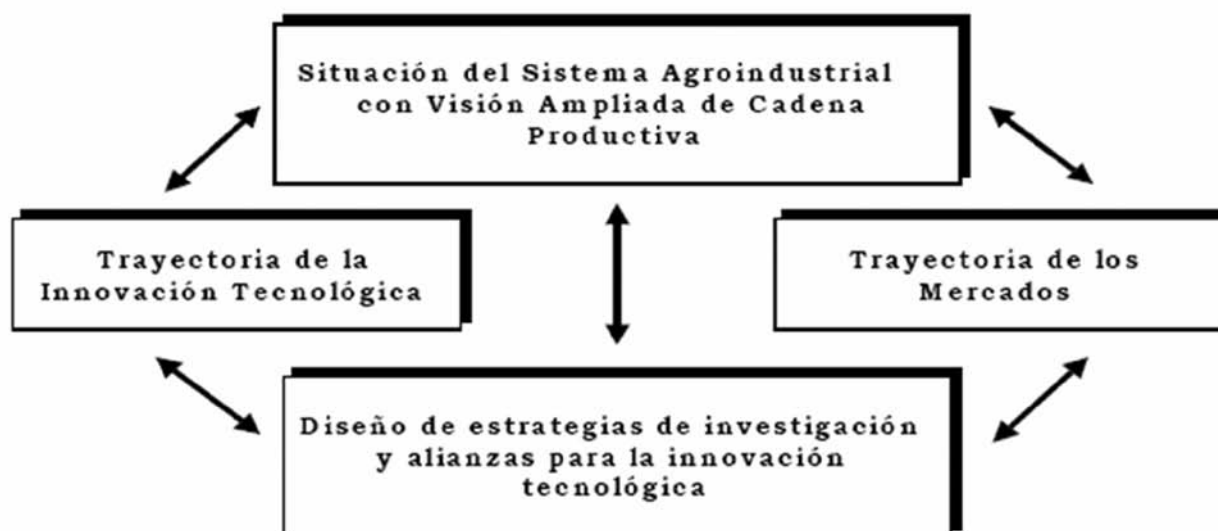 Situación del Sistema Agroindustrial
con Visión Ampliada de Cadena
Productiva
Trayectoria de la
Innovación Tecnológica
Trayectoria de los
Mercados
Diseño de estrategias de investigación
y alianzas para la innovación
tecnológica